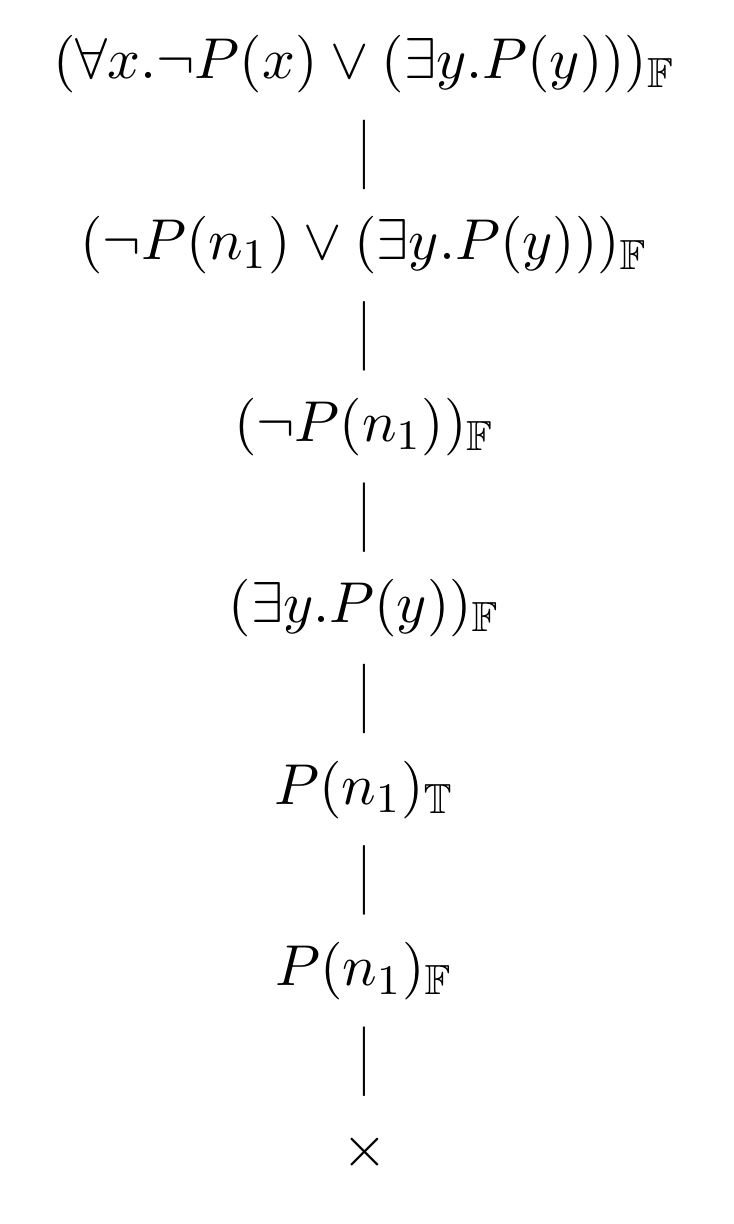 (∀x.¬P(x) ∨ (∃y.P(y)))𝔽
(¬P(n₁) ∨ (∃y.P(y)))𝔽
(¬P(n₁))𝔽
(∃y.P(y))𝔽
P(n₁)𝕋
P(n₁)𝔽
×